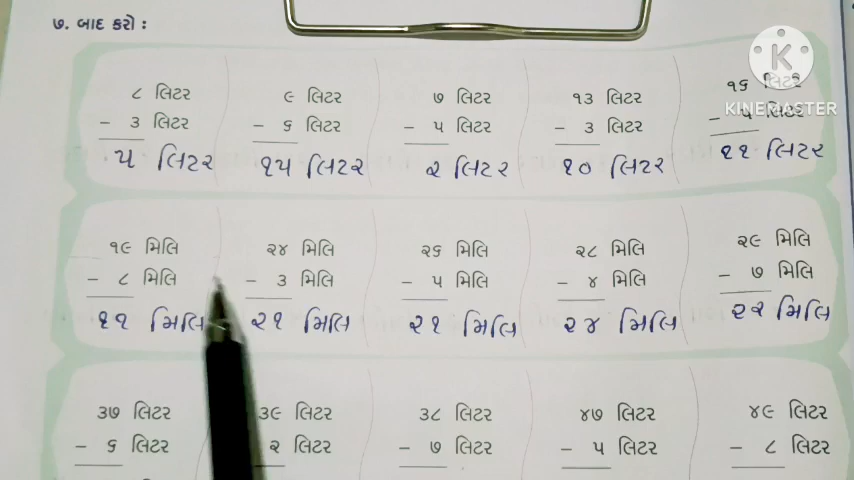 ૭. બાદ કરો :
૮ લિટર ૯ લિટર ૭ લિટર ૧૩ લિટર ૧૬ લિટર
- ૩ લિટર - ૬ લિટર - ૫ લિટર - ૩ લિટર - ૫ લિટર
KINEMASTER
૫ લિટર ૧૫ લિટર ૨ લિટર ૧૦ લિટર ૧૧ લિટર
૧૯ મિલિ ૨૪ મિલિ ૨૬ મિલિ ૨૮ મિલિ ૨૯ મિલિ
- ૮ મિલિ - ૩ મિલિ - ૫ મિલિ - ૪ મિલિ - ૭ મિલિ
૧૧ મિલિ ૨૧ મિલિ ૨૧ મિલિ ૨૪ મિલિ ૨૨ મિલિ
૩૭ લિટર ૩૯ લિટર ૩૮ લિટર ૪૭ લિટર ૪૯ લિટર
- ૬ લિટર ૨ લિટર - ૭ લિટર - ૫ લિટર - ૮ લિટર